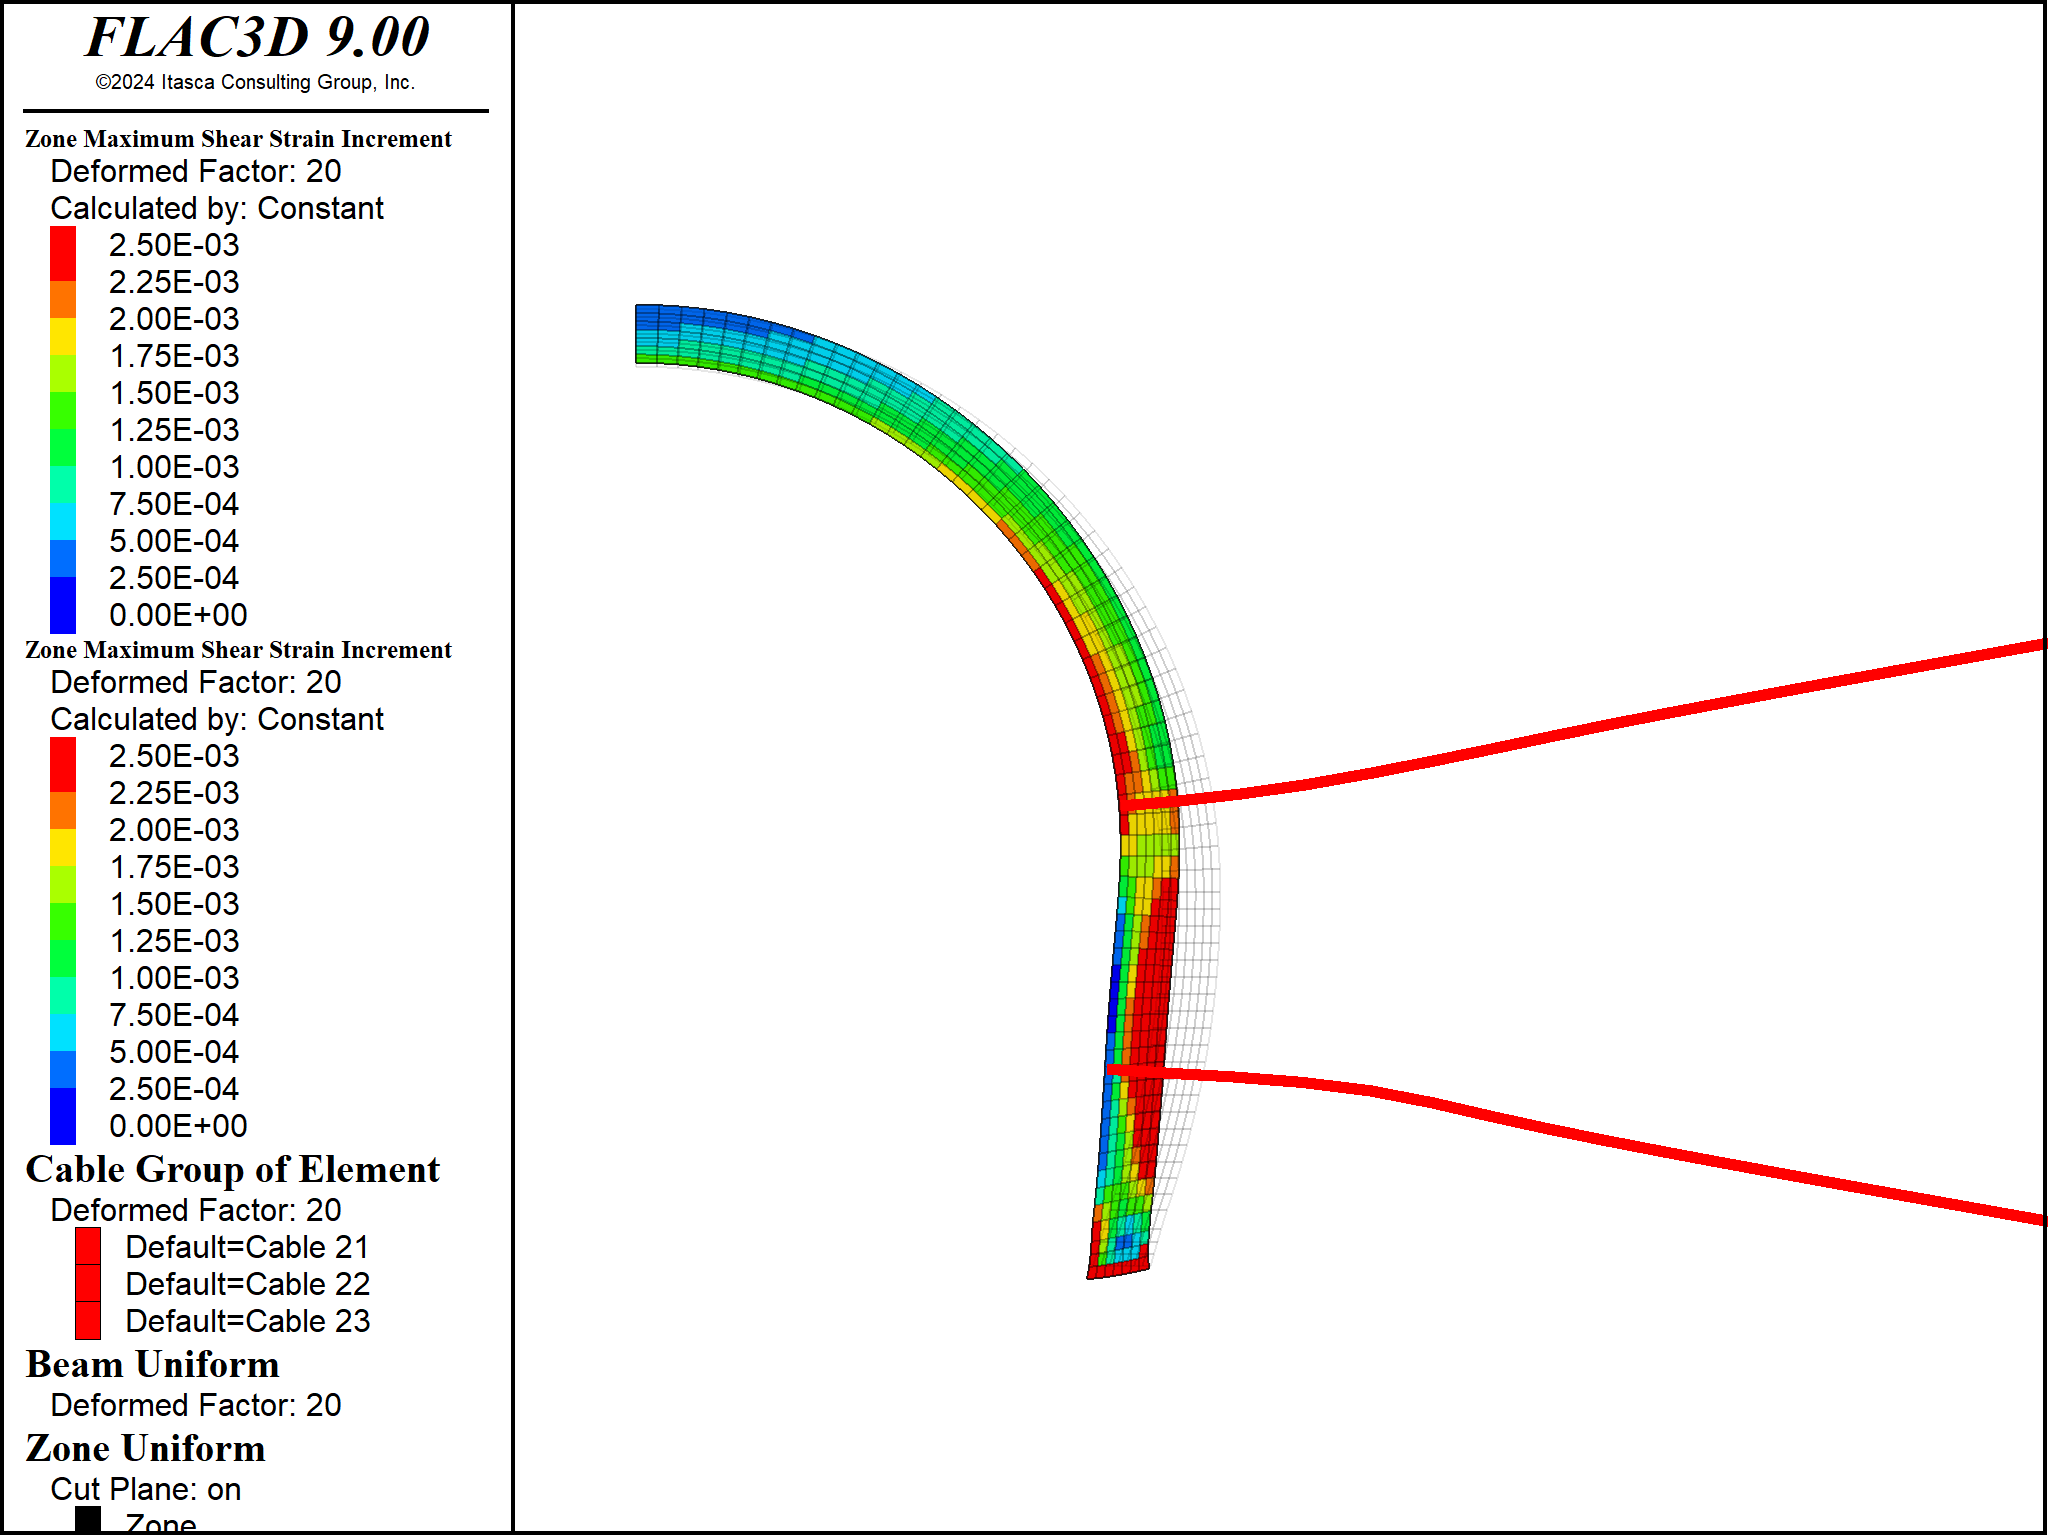 FLAC3D 9.00
©2024 Itasca Consulting Group, Inc.
Zone Maximum Shear Strain Increment
Deformed Factor: 20
Calculated by: Constant
2.50E-03
2.25E-03
2.00E-03
1.75E-03
1.50E-03
1.25E-03
1.00E-03
7.50E-04
5.00E-04
2.50E-04
0.00E+00
Zone Maximum Shear Strain Increment
Deformed Factor: 20
Calculated by: Constant
2.50E-03
2.25E-03
2.00E-03
1.75E-03
1.50E-03
1.25E-03
1.00E-03
7.50E-04
5.00E-04
2.50E-04
0.00E+00
Cable Group of Element
Deformed Factor: 20
Default=Cable 21
Default=Cable 22
Default=Cable 23
Beam Uniform
Deformed Factor: 20
Zone Uniform
Cut Plane: on
Zone